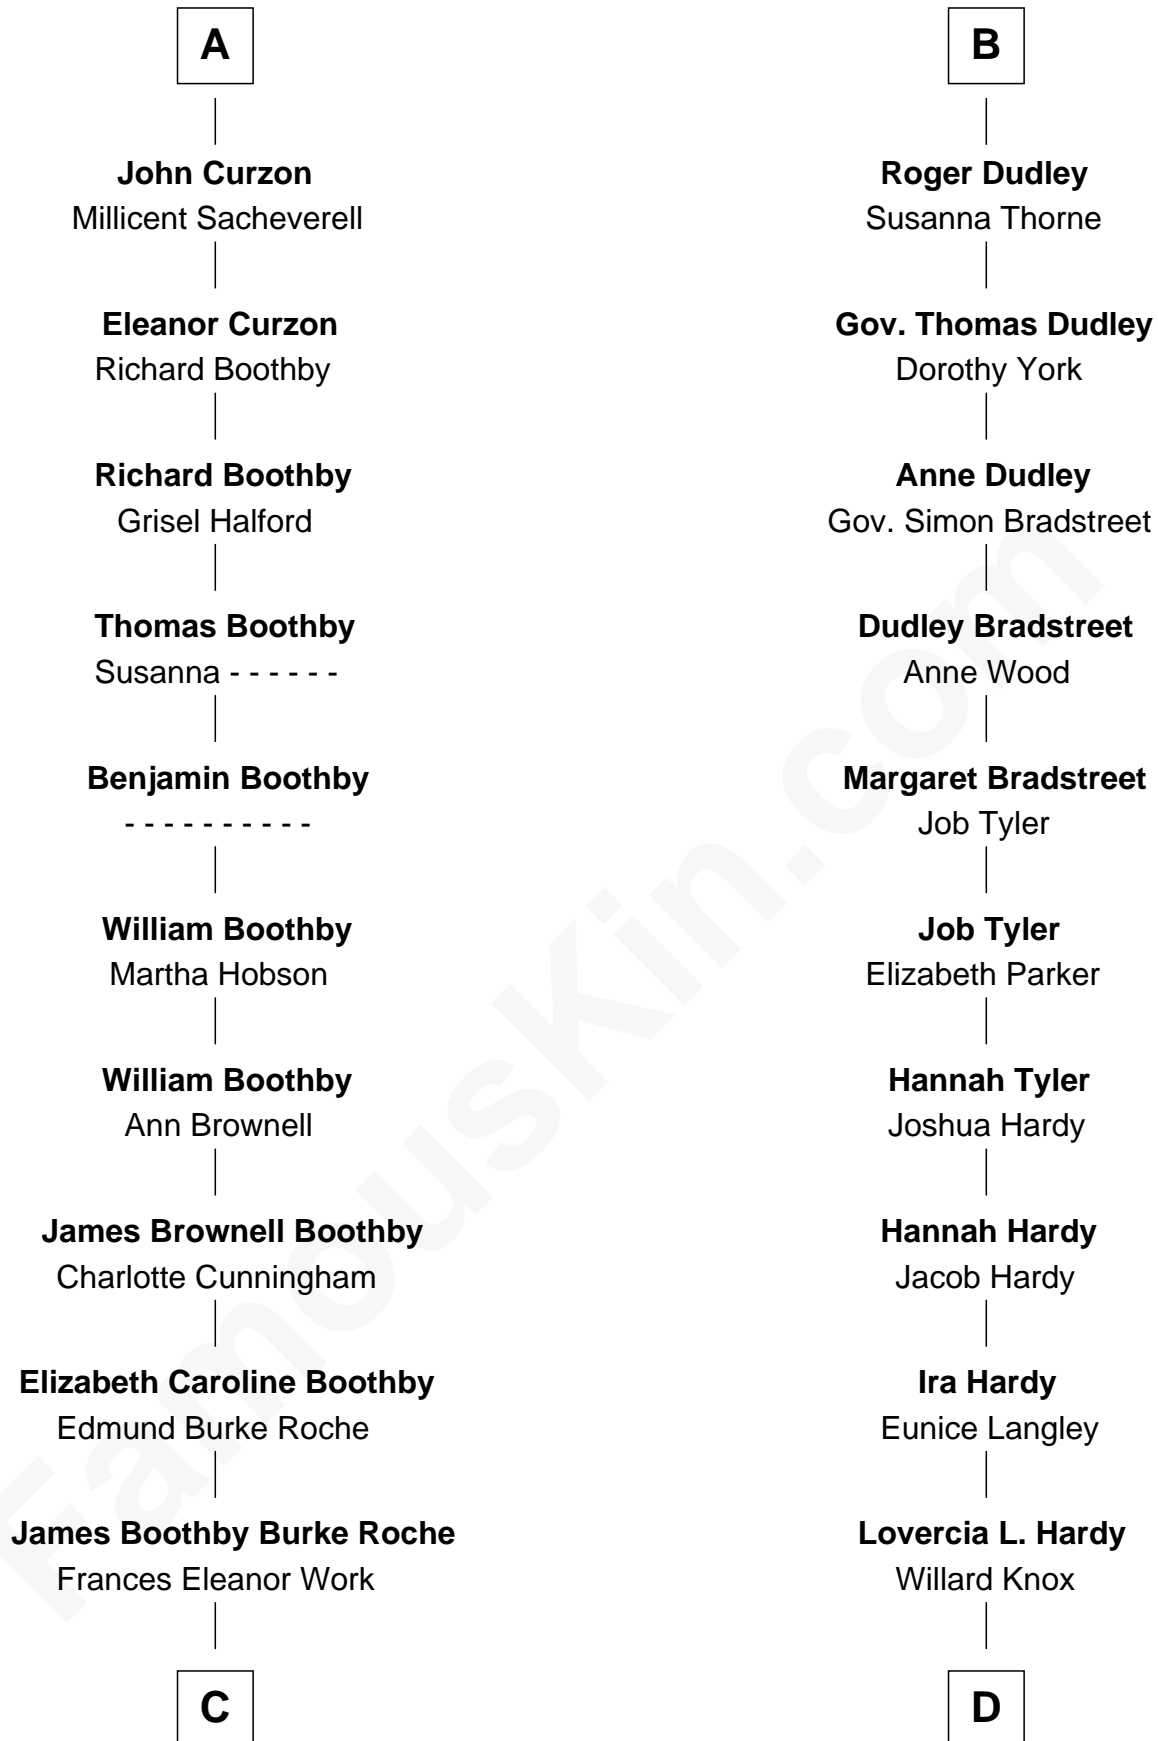 A
John Curzon
Millicent Sacheverell
Eleanor Curzon
Richard Boothby
Richard Boothby
Grisel Halford
Thomas Boothby
Susanna - - - - - -
Benjamin Boothby
- - - - - - - - - -
William Boothby
Martha Hobson
William Boothby
Ann Brownell
James Brownell Boothby
Charlotte Cunningham
Elizabeth Caroline Boothby
Edmund Burke Roche
James Boothby Burke Roche
Frances Eleanor Work
C
B
Roger Dudley
Susanna Thorne
Gov. Thomas Dudley
Dorothy York
Anne Dudley
Gov. Simon Bradstreet
Dudley Bradstreet
Anne Wood
Margaret Bradstreet
Job Tyler
Job Tyler
Elizabeth Parker
Hannah Tyler
Joshua Hardy
Hannah Hardy
Jacob Hardy
Ira Hardy
Eunice Langley
Lovercia L. Hardy
Willard Knox
D
FamousKin.com